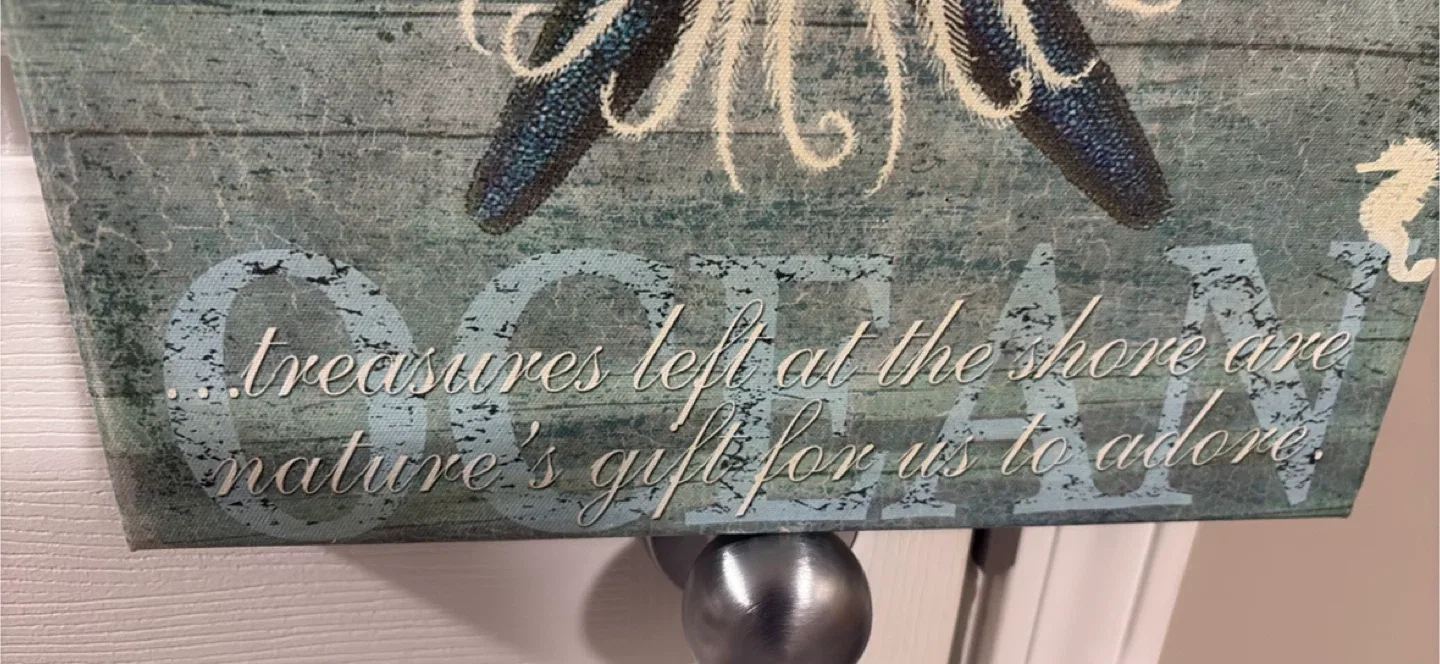 OCEAN
...treasures left at the shore are
nature's gift for us to adore.